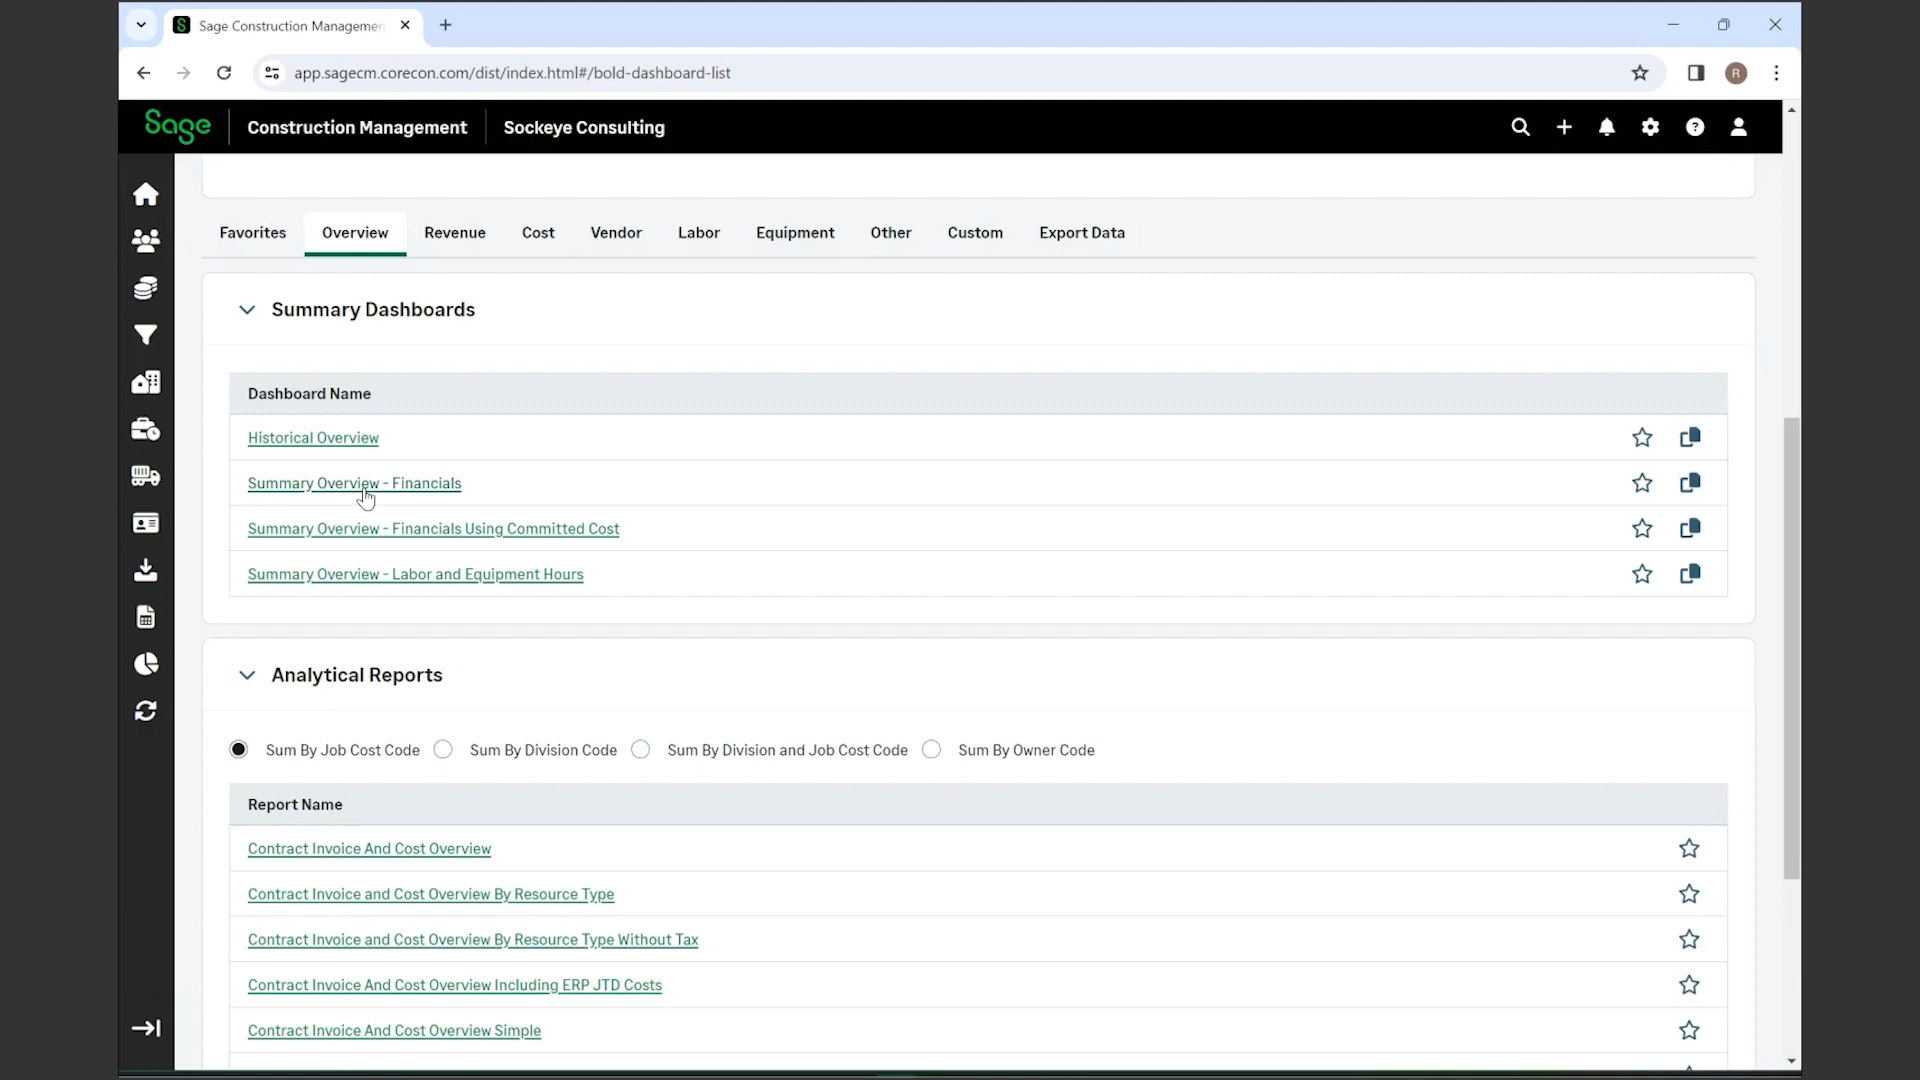 Sage Construction Managemen
app.sagecm.corecon.com/dist/index.html#/bold-dashboard-list
R
Sage Construction Management Sockeye Consulting
Favorites Overview Revenue Cost Vendor Labor Equipment Other Custom Export Data
Summary Dashboards
Dashboard Name
Historical Overview
Summary Overview - Financials
Summary Overview - Financials Using Committed Cost
Summary Overview - Labor and Equipment Hours
Analytical Reports
Sum By Job Cost Code Sum By Division Code Sum By Division and Job Cost Code Sum By Owner Code
Report Name
Contract Invoice And Cost Overview
Contract Invoice and Cost Overview By Resource Type
Contract Invoice and Cost Overview By Resource Type Without Tax
Contract Invoice And Cost Overview Including ERP JTD Costs
Contract Invoice And Cost Overview Simple